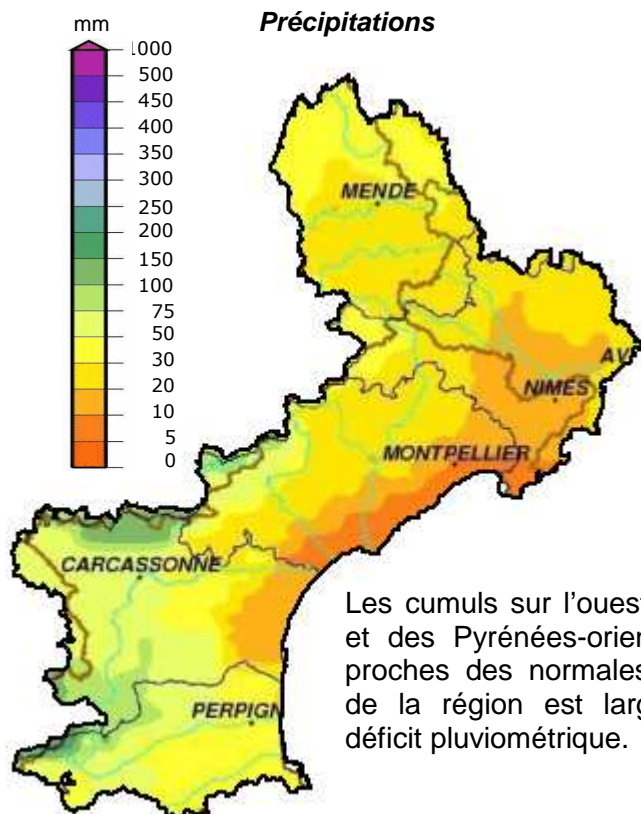 mm
Précipitations
1000
500
450
400
350
300
250
200
150
100
75
50
30
20
10
5
0
MENDE
AV
NIMES
MONTPELLIER
CARCASSONNE
PERPIGN
Les cumuls sur l’ouest
et des Pyrénées-orien
proches des normales
de la région est larg
déficit pluviométrique.